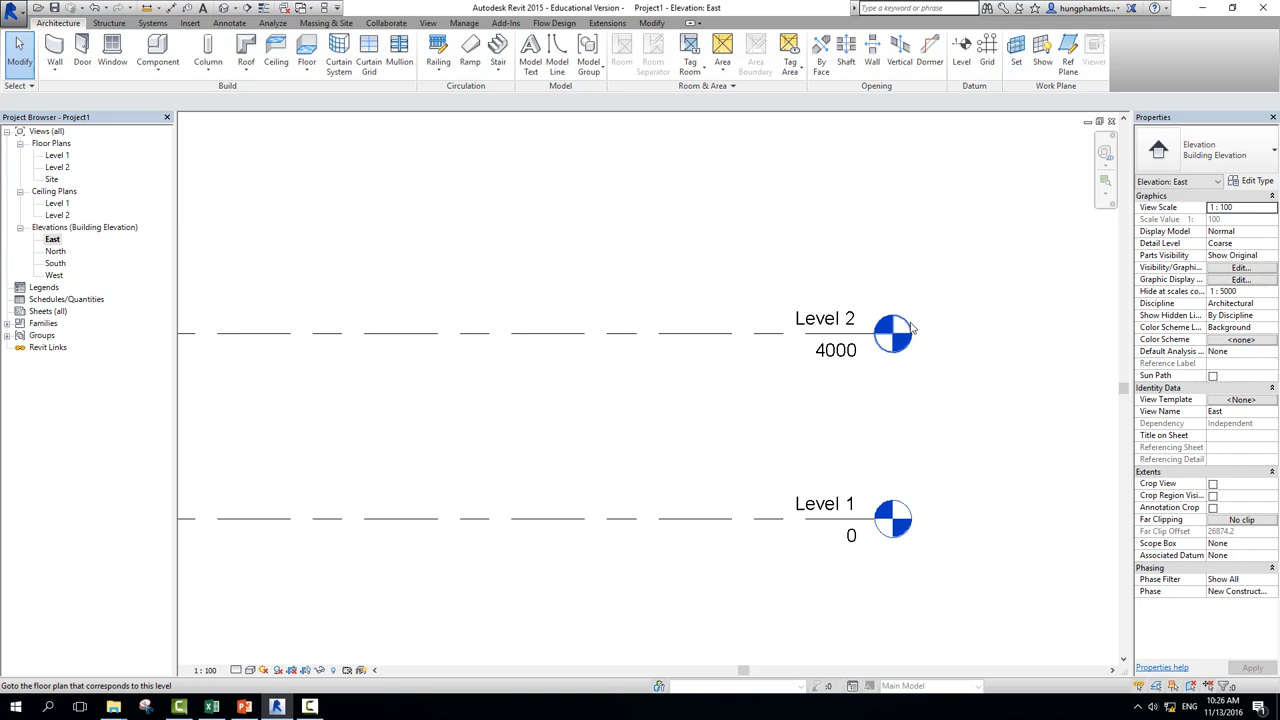 Autodesk Revit 2015 - Educational Version - Project1 - Elevation: East
Type a keyword or phrase
hungphamkts...
Architecture Structure Systems Insert Annotate Analyze Massing & Site Collaborate View Manage Add-Ins Flow Design Extensions Modify
Modify Wall Door Window Component Column Roof Ceiling Floor Curtain System Curtain Grid Mullion Railing Ramp Stair Model Text Model Line Model Group Room Room Separator Tag Room Area Area Boundary Tag Area By Face Shaft Wall Vertical Dormer Level Grid Set Show Ref Plane Viewer
Select Build Circulation Model Room & Area Opening Datum Work Plane
Project Browser - Project1
Views (all)
Floor Plans
Level 1
Level 2
Site
Ceiling Plans
Level 1
Level 2
Elevations (Building Elevation)
East
North
South
West
Legends
Schedules/Quantities
Sheets (all)
Families
Groups
Revit Links
2D
Level 2
4000
Level 1
0
Properties
Elevation
Building Elevation
Elevation: East Edit Type
Graphics
View Scale 1 : 100
Scale Value 1: 100
Display Model Normal
Detail Level Coarse
Parts Visibility Show Original
Visibility/Graphi... Edit...
Graphic Display ... Edit...
Hide at scales co... 1 : 5000
Discipline Architectural
Show Hidden Li... By Discipline
Color Scheme L... Background
Color Scheme <none>
Default Analysis ... None
Reference Label
Sun Path
Identity Data
View Template <None>
View Name East
Dependency Independent
Title on Sheet
Referencing Sheet
Referencing Detail
Extents
Crop View
Crop Region Visi...
Annotation Crop
Far Clipping No clip
Far Clip Offset 26874.2
Scope Box None
Associated Datum None
Phasing
Phase Filter Show All
Phase New Construct...
Properties help Apply
1 : 100
Goto the floor plan that corresponds to this level
:0 Main Model :0
ENG 10:26 AM
11/13/2016